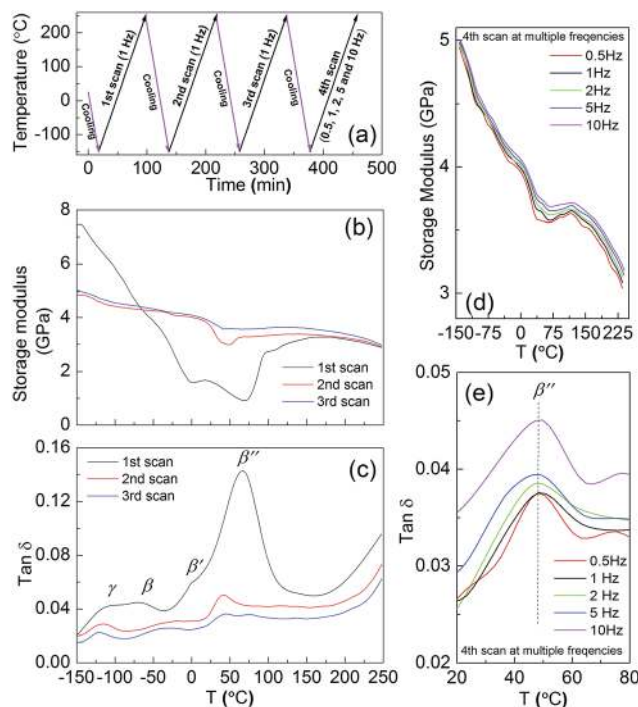 Temperature (°C)
200
100
0
-100
Cooling
1st scan (1 Hz)
Cooling
2nd scan (1 Hz)
Cooling
3rd scan (1 Hz)
Cooling
4th scan
(0.5, 1, 2, 5 and 10 Hz)
(a)
0 100 200 300 400 500
Time (min)
Storage modulus
(GPa)
8
6
4
2
0
(b)
1st scan
2nd scan
3rd scan
Tan δ
0.16
0.12
0.08
0.04
0.00
1st scan
2nd scan
3rd scan
(c)
γ
β
β'
β''
-150 -100 -50 0 50 100 150 200 250
T (°C)
Storage Modulus (GPa)
5
4
3
4th scan at multiple freqencies
0.5Hz
1Hz
2Hz
5Hz
10Hz
(d)
-150 -75 0 75 150 225
T (°C)
Tan δ
0.05
0.04
0.03
0.02
(e)
β''
0.5Hz
1 Hz
2 Hz
5 Hz
10Hz
4th scan at multiple freqencies
20 40 60 80
T (°C)